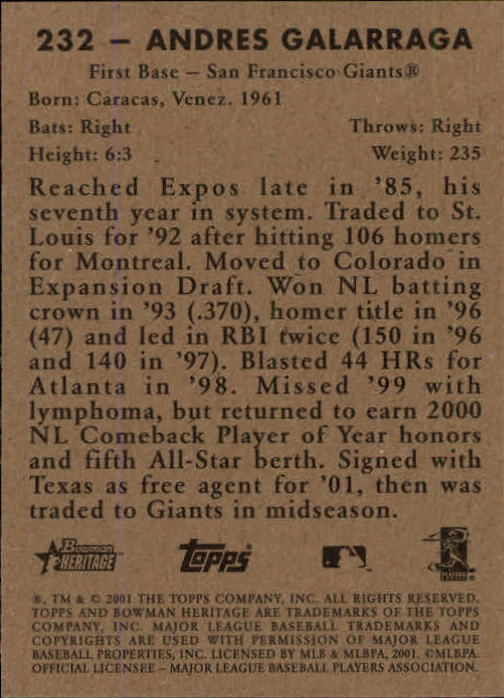 232 – ANDRES GALARRAGA
First Base – San Francisco Giants®
Born: Caracas, Venez. 1961
Bats: Right Throws: Right
Height: 6:3 Weight: 235
Reached Expos late in '85, his
seventh year in system. Traded to St.
Louis for '92 after hitting 106 homers
for Montreal. Moved to Colorado in
Expansion Draft. Won NL batting
crown in '93 (.370), homer title in '96
(47) and led in RBI twice (150 in '96
and 140 in '97). Blasted 44 HRs for
Atlanta in '98. Missed '99 with
lymphoma, but returned to earn 2000
NL Comeback Player of Year honors
and fifth All-Star berth. Signed with
Texas as free agent for '01, then was
traded to Giants in midseason.
Bowman
HERITAGE
Topps
PLAYERS
®, TM & © 2001 THE TOPPS COMPANY, INC. ALL RIGHTS RESERVED.
TOPPS AND BOWMAN HERITAGE ARE TRADEMARKS OF THE TOPPS
COMPANY, INC. MAJOR LEAGUE BASEBALL TRADEMARKS AND
COPYRIGHTS ARE USED WITH PERMISSION OF MAJOR LEAGUE
BASEBALL PROPERTIES, INC. LICENSED BY MLB & MLBPA, 2001. ©MLBPA
OFFICIAL LICENSEE – MAJOR LEAGUE BASEBALL PLAYERS ASSOCIATION.